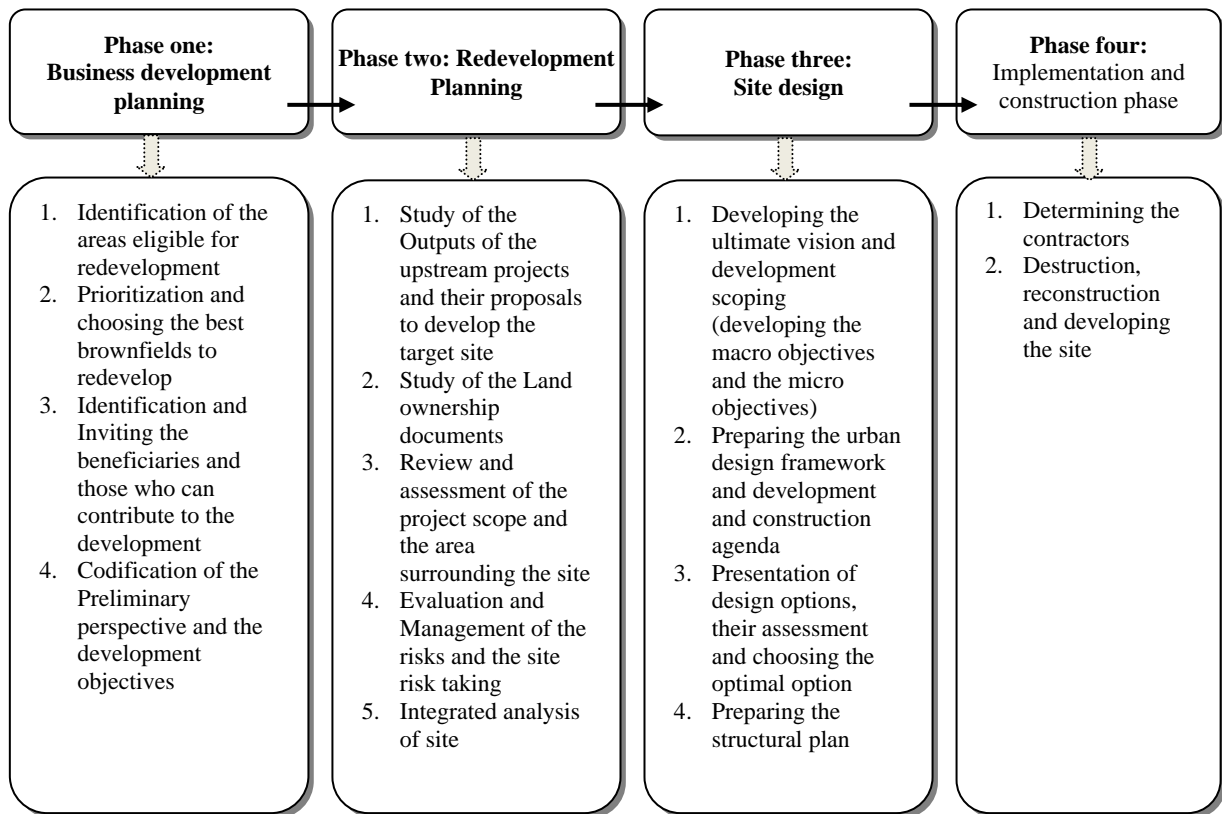 Phase one:
Business development
planning
Phase two: Redevelopment
Planning
Phase three:
Site design
Phase four:
Implementation and
construction phase
1. Identification of the
areas eligible for
redevelopment
2. Prioritization and
choosing the best
brownfields to
redevelop
3. Identification and
Inviting the
beneficiaries and
those who can
contribute to the
development
4. Codification of the
Preliminary
perspective and the
development
objectives
1. Study of the
Outputs of the
upstream projects
and their proposals
to develop the
target site
2. Study of the Land
ownership
documents
3. Review and
assessment of the
project scope and
the area
surrounding the site
4. Evaluation and
Management of the
risks and the site
risk taking
5. Integrated analysis
of site
1. Developing the
ultimate vision and
development
scoping
(developing the
macro objectives
and the micro
objectives)
2. Preparing the urban
design framework
and development
and construction
agenda
3. Presentation of
design options,
their assessment
and choosing the
optimal option
4. Preparing the
structural plan
1. Determining the
contractors
2. Destruction,
reconstruction
and developing
the site